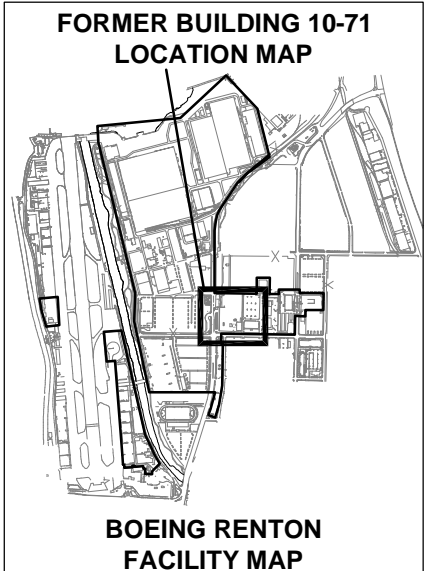 FORMER BUILDING 10-71
LOCATION MAP
BOEING RENTON
FACILITY MAP